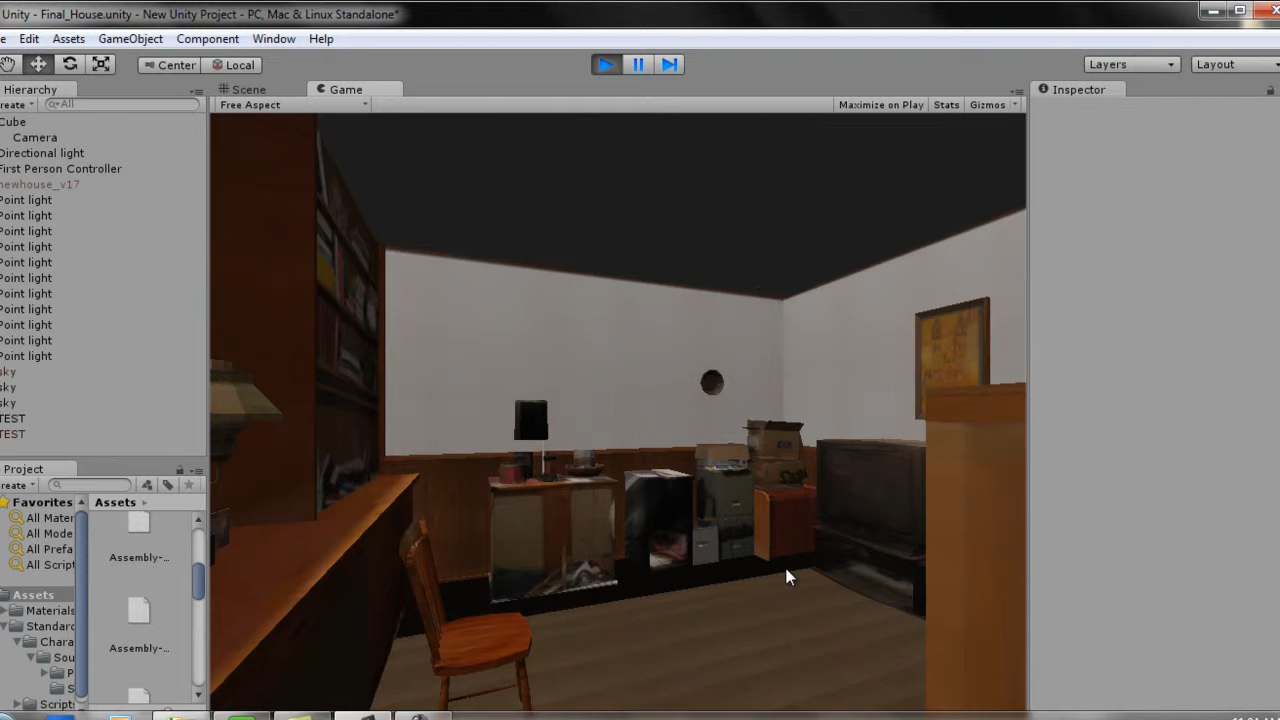 Unity - Final_House.unity - New Unity Project - PC, Mac & Linux Standalone*
Edit Assets GameObject Component Window Help
Center Local Layers Layout
Hierarchy Scene Game Inspector
All Free Aspect Maximize on Play Stats Gizmos
Cube
Camera
Directional light
First Person Controller
newhouse_v17
Point light
Point light
Point light
Point light
Point light
Point light
Point light
Point light
Point light
Point light
Point light
sky
sky
sky
TEST
TEST
Project
Favorites Assets
All Mater
All Mode
All Prefa
All Script
Assembly-...
Assets
Materials
Standar
Chara
Assembly-...
Sou
P
S
Scripts